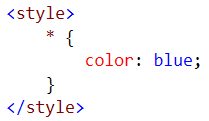 <style>
    * {
        color: blue;
    }
</style>